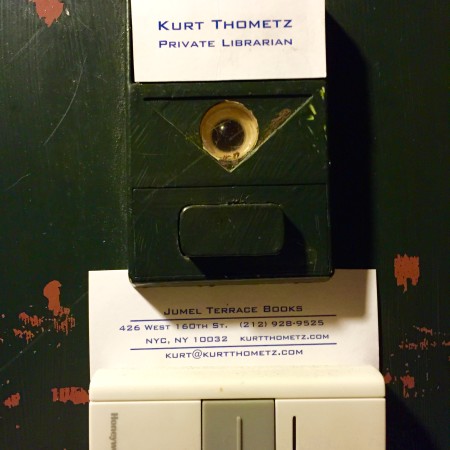 Kurt Thometz
Private Librarian
Jumel Terrace Books
426 West 160th St. (212) 928-9525
NYC, NY 10032 kurtthometz.com
kurt@kurtthometz.com